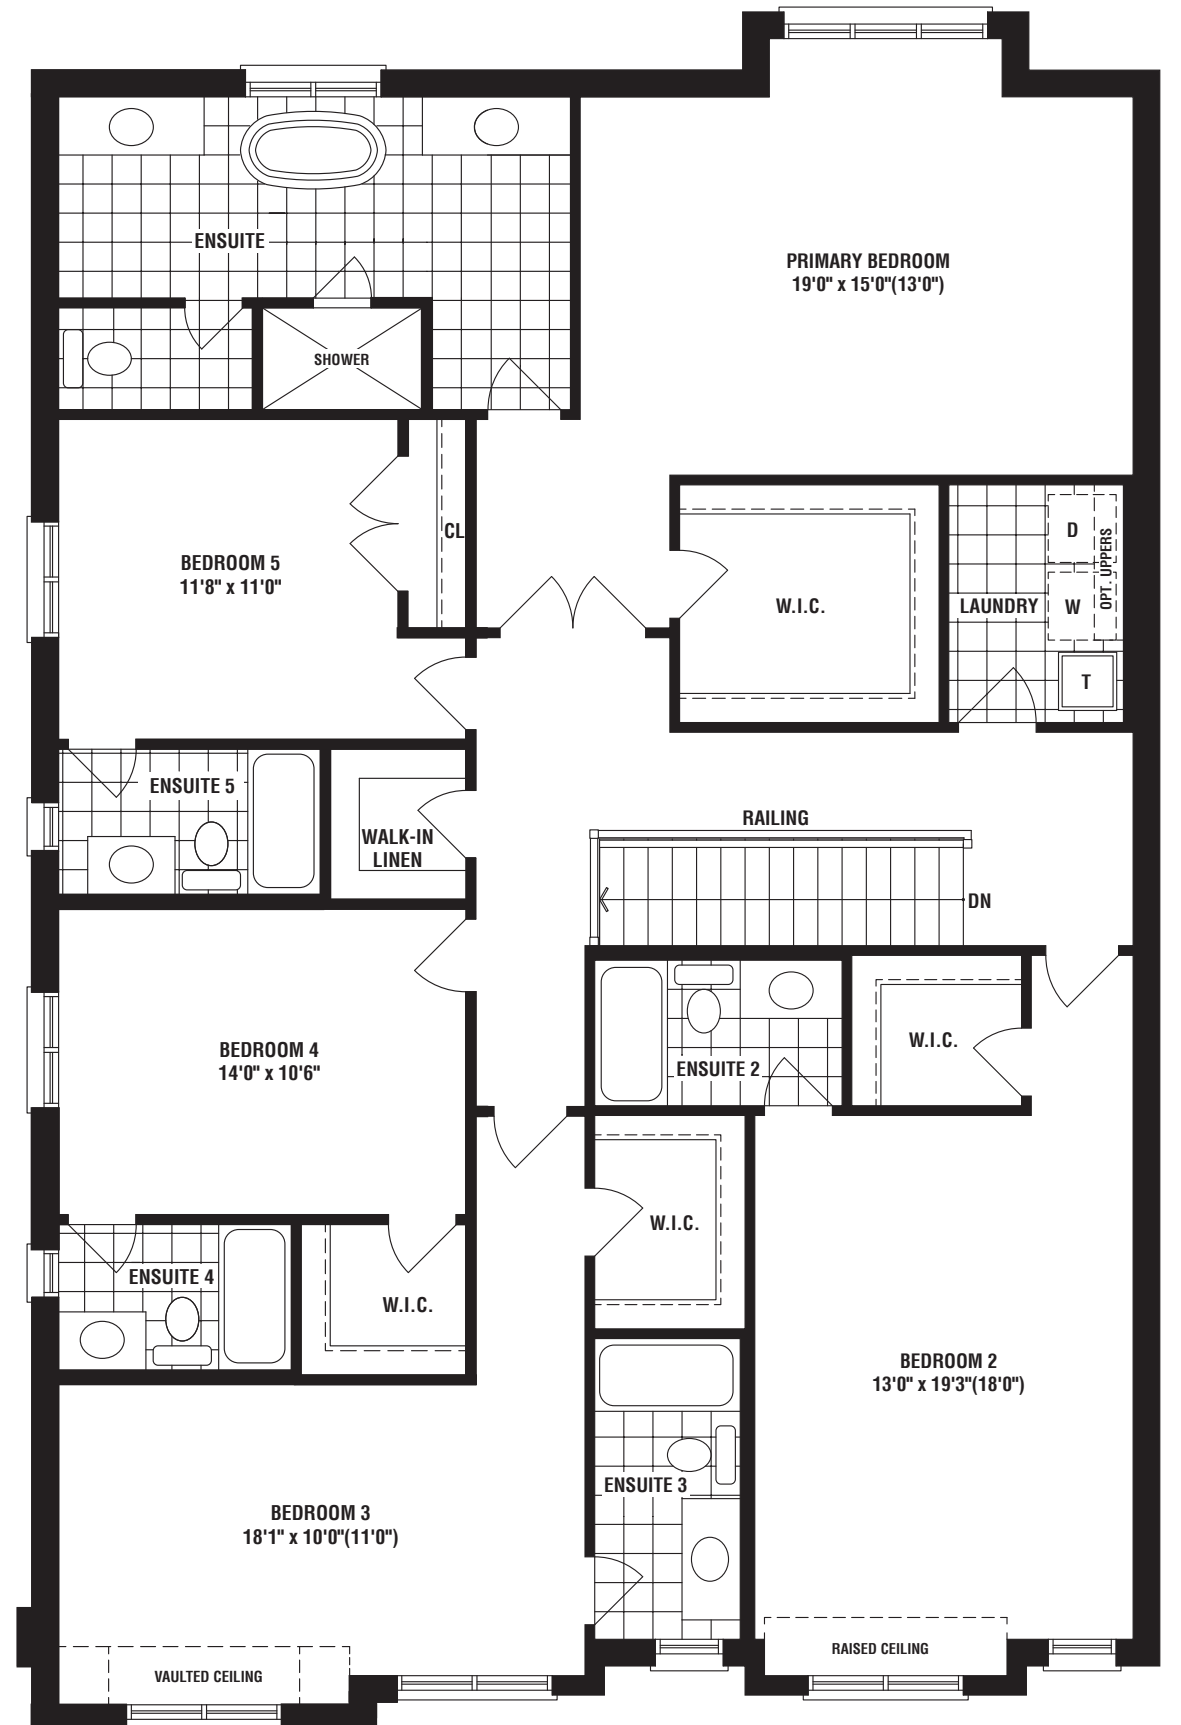 ENSUITE
PRIMARY BEDROOM
19'0" x 15'0"(13'0")
SHOWER
BEDROOM 5
11'8" x 11'0"
CL
W.I.C.
LAUNDRY
D
W
OPT. UPPERS
T
ENSUITE 5
WALK-IN
LINEN
RAILING
DN
BEDROOM 4
14'0" x 10'6"
ENSUITE 2
W.I.C.
W.I.C.
ENSUITE 4
W.I.C.
BEDROOM 2
13'0" x 19'3"(18'0")
ENSUITE 3
BEDROOM 3
18'1" x 10'0"(11'0")
RAISED CEILING
VAULTED CEILING